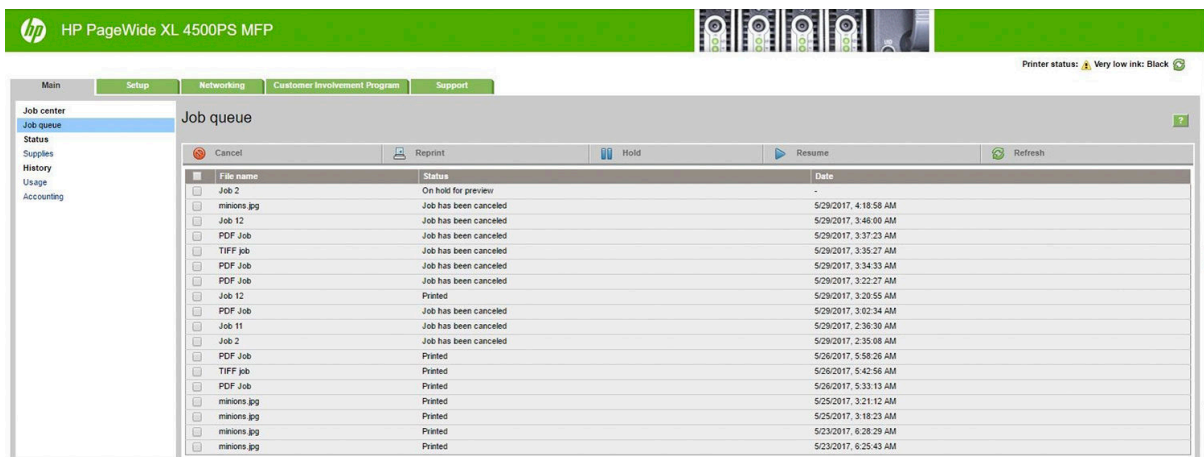 hp HP PageWide XL 4500PS MFP
Printer status: Very low ink: Black
Main Setup Networking Customer Involvement Program Support
Job center
Job queue
Status
Supplies
History
Usage
Accounting
Job queue ?
Cancel Reprint Hold Resume Refresh
File name Status Date
Job 2 On hold for preview -
minions.jpg Job has been canceled 5/29/2017, 4:18:58 AM
Job 12 Job has been canceled 5/29/2017, 3:46:00 AM
PDF Job Job has been canceled 5/29/2017, 3:37:23 AM
TIFF job Job has been canceled 5/29/2017, 3:35:27 AM
PDF Job Job has been canceled 5/29/2017, 3:34:33 AM
PDF Job Job has been canceled 5/29/2017, 3:22:27 AM
Job 12 Printed 5/29/2017, 3:20:55 AM
PDF Job Job has been canceled 5/29/2017, 3:02:34 AM
Job 11 Job has been canceled 5/29/2017, 2:36:30 AM
Job 2 Job has been canceled 5/29/2017, 2:35:08 AM
PDF Job Printed 5/26/2017, 5:58:26 AM
TIFF job Printed 5/26/2017, 5:42:56 AM
PDF Job Printed 5/26/2017, 5:33:13 AM
minions.jpg Printed 5/25/2017, 3:21:12 AM
minions.jpg Printed 5/25/2017, 3:18:23 AM
minions.jpg Printed 5/23/2017, 6:28:29 AM
minions.jpg Printed 5/23/2017, 6:25:43 AM